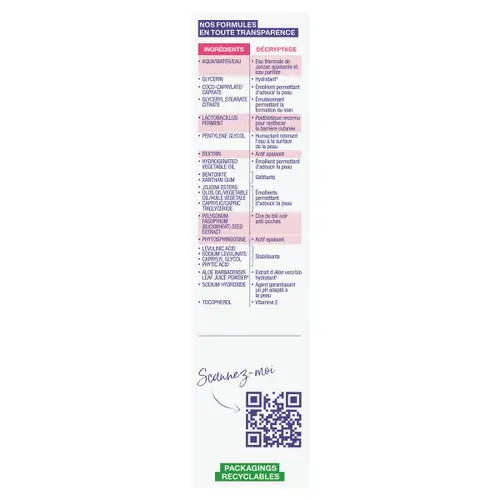 NOS FORMULES
EN TOUTE TRANSPARENCE
INGRÉDIENTS
DÉCRYPTAGE
• AQUA/WATER/EAU
• Eau thermale de
Jonzac apaisante et
eau purifiée
• GLYCERIN
• Hydratant¹
• COCO-CAPRYLATE/
CAPRATE
• Émollient permettant
d'adoucir la peau
• GLYCERYL STEARATE
CITRATE
• Émulsionnant
permettant la
formation du soin
• LACTOBACILLUS
FERMENT
• Postbiotique reconnu
pour renforcer
la barrière cutanée
• PENTYLENE GLYCOL
• Humectant retenant
l'eau à la surface
de la peau
• DEXTRIN
• Actif apaisant
• HYDROGENATED
VEGETABLE OIL
• Émollient permettant
d'adoucir la peau
• BENTONITE
• XANTHAN GUM
• Gélifiants
• JOJOBA ESTERS
• OLUS OIL/VEGETABLE
OIL/HUILE VEGETALE
• CAPRYLIC/CAPRIC
TRIGLYCERIDE
• Émollients
permettant
d'adoucir la peau
• POLYGONUM
FAGOPYRUM
(BUCKWHEAT) SEED
EXTRACT
• Cire de blé noir
anti-poches
• PHYTOSPHINGOSINE
• Actif apaisant
• LEVULINIC ACID
• SODIUM LEVULINATE
• CAPRYLYL GLYCOL
• PHYTIC ACID
• Stabilisants
• ALOE BARBADENSIS
LEAF JUICE POWDER*
• Extrait d'Aloe vera bio
hydratant¹
• SODIUM HYDROXIDE
• Agent garantissant
un pH adapté à
la peau
• TOCOPHEROL
• Vitamine E
Scannez-moi
PACKAGINGS
RECYCLABLES